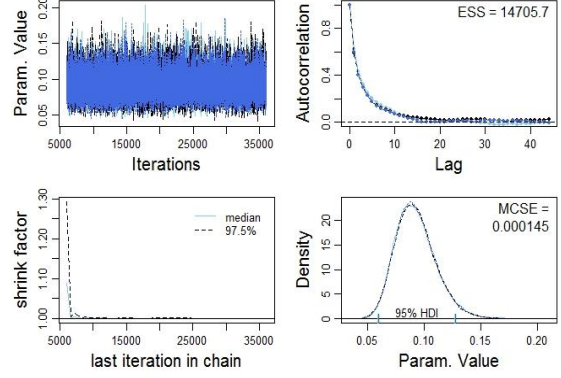 Param. Value
0.05 0.10 0.15 0.20
5000 15000 25000 35000
Iterations
Autocorrelation
0.0 0.4 0.8
ESS = 14705.7
0 10 20 30 40
Lag
shrink factor
1.00 1.10 1.20 1.30
median
97.5%
5000 15000 25000 35000
last iteration in chain
Density
0 5 10 15 20
MCSE =
0.000145
95% HDI
0.05 0.10 0.15 0.20
Param. Value